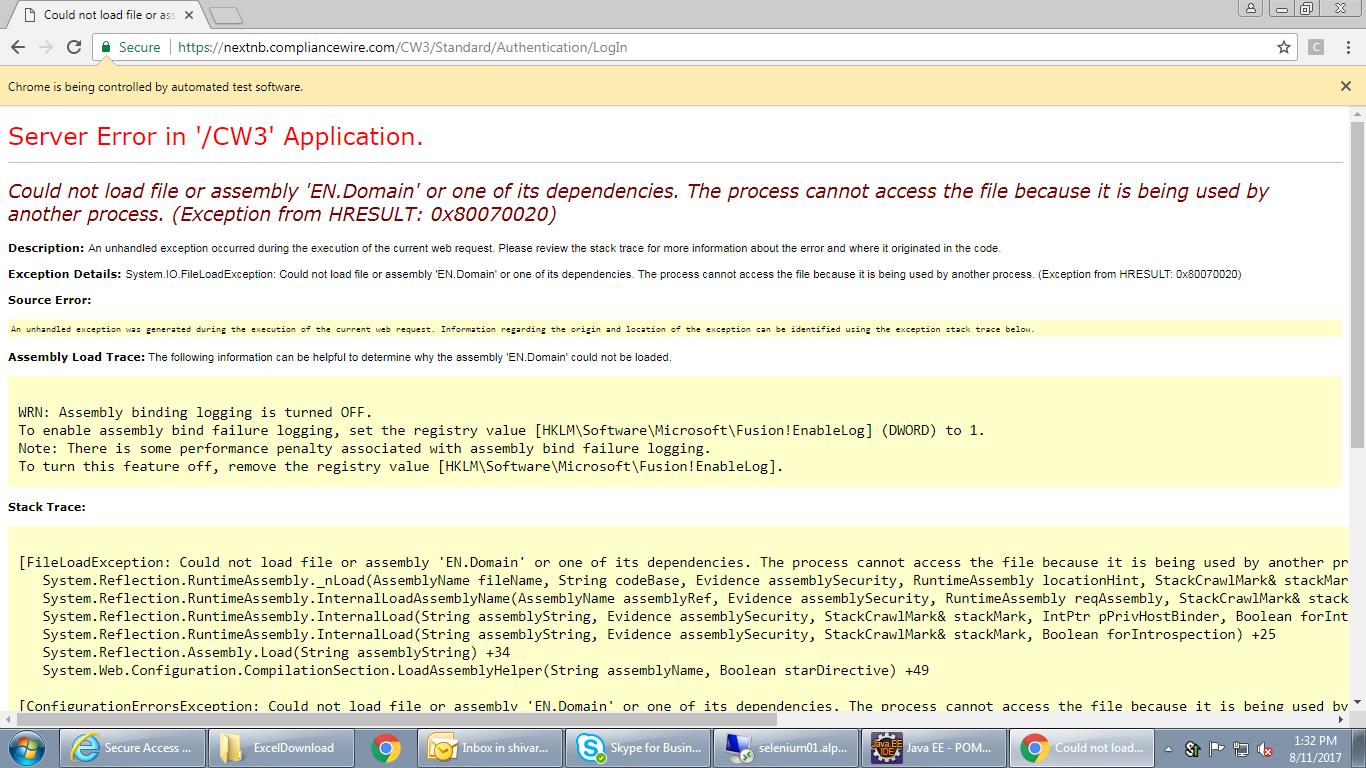 Could not load file or ass
Secure
https://nextnb.compliancewire.com/CW3/Standard/Authentication/LogIn
C
Chrome is being controlled by automated test software.
Server Error in '/CW3' Application.
Could not load file or assembly 'EN.Domain' or one of its dependencies. The process cannot access the file because it is being used by
another process. (Exception from HRESULT: 0x80070020)
Description: An unhandled exception occurred during the execution of the current web request. Please review the stack trace for more information about the error and where it originated in the code.
Exception Details: System.IO.FileLoadException: Could not load file or assembly 'EN.Domain' or one of its dependencies. The process cannot access the file because it is being used by another process. (Exception from HRESULT: 0x80070020)
Source Error:
An unhandled exception was generated during the execution of the current web request. Information regarding the origin and location of the exception can be identified using the exception stack trace below.
Assembly Load Trace: The following information can be helpful to determine why the assembly 'EN.Domain' could not be loaded.
WRN: Assembly binding logging is turned OFF.
To enable assembly bind failure logging, set the registry value [HKLM\Software\Microsoft\Fusion!EnableLog] (DWORD) to 1.
Note: There is some performance penalty associated with assembly bind failure logging.
To turn this feature off, remove the registry value [HKLM\Software\Microsoft\Fusion!EnableLog].
Stack Trace:
[FileLoadException: Could not load file or assembly 'EN.Domain' or one of its dependencies. The process cannot access the file because it is being used by another pr
System.Reflection.RuntimeAssembly._nLoad(AssemblyName fileName, String codeBase, Evidence assemblySecurity, RuntimeAssembly locationHint, StackCrawlMark& stackMar
System.Reflection.RuntimeAssembly.InternalLoadAssemblyName(AssemblyName assemblyRef, Evidence assemblySecurity, RuntimeAssembly reqAssembly, StackCrawlMark& stack
System.Reflection.RuntimeAssembly.InternalLoad(String assemblyString, Evidence assemblySecurity, StackCrawlMark& stackMark, IntPtr pPrivHostBinder, Boolean forInt
System.Reflection.RuntimeAssembly.InternalLoad(String assemblyString, Evidence assemblySecurity, StackCrawlMark& stackMark, Boolean forIntrospection) +25
System.Reflection.Assembly.Load(String assemblyString) +34
System.Web.Configuration.CompilationSection.LoadAssemblyHelper(String assemblyName, Boolean starDirective) +49
[ConfigurationErrorsException: Could not load file or assembly 'EN.Domain' or one of its dependencies. The process cannot access the file because it is being used by
Secure Access ...
ExcelDownload
Inbox in shivar...
Skype for Busin...
selenium01.alp...
Java EE IDE
Java EE - POM...
Could not load...
1:32 PM
8/11/2017